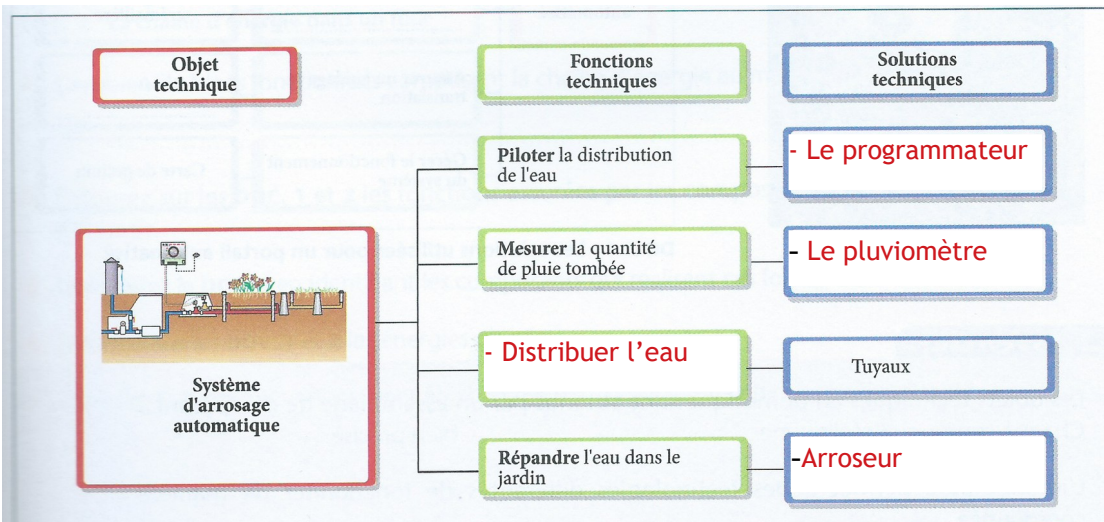 Objet
technique
Fonctions
techniques
Solutions
techniques
Piloter la distribution
de l'eau
- Le programmateur
Mesurer la quantité
de pluie tombée
- Le pluviomètre
Système
d'arrosage
automatique
- Distribuer l'eau
Tuyaux
Répandre l'eau dans le
jardin
-Arroseur